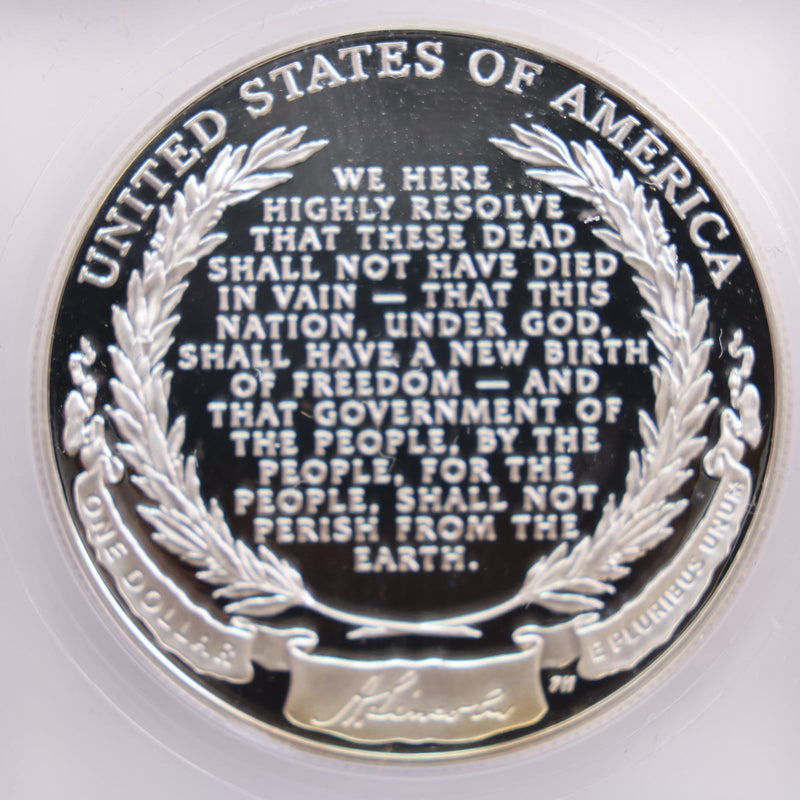 UNITED STATES OF AMERICA
WE HERE
HIGHLY RESOLVE
THAT THESE DEAD
SHALL NOT HAVE DIED
IN VAIN — THAT THIS
NATION, UNDER GOD,
SHALL HAVE A NEW BIRTH
OF FREEDOM — AND
THAT GOVERNMENT OF
THE PEOPLE, BY THE
PEOPLE, FOR THE
PEOPLE, SHALL NOT
PERISH FROM THE
EARTH.
ONE DOLLAR
A. Lincoln
E PLURIBUS UNUM